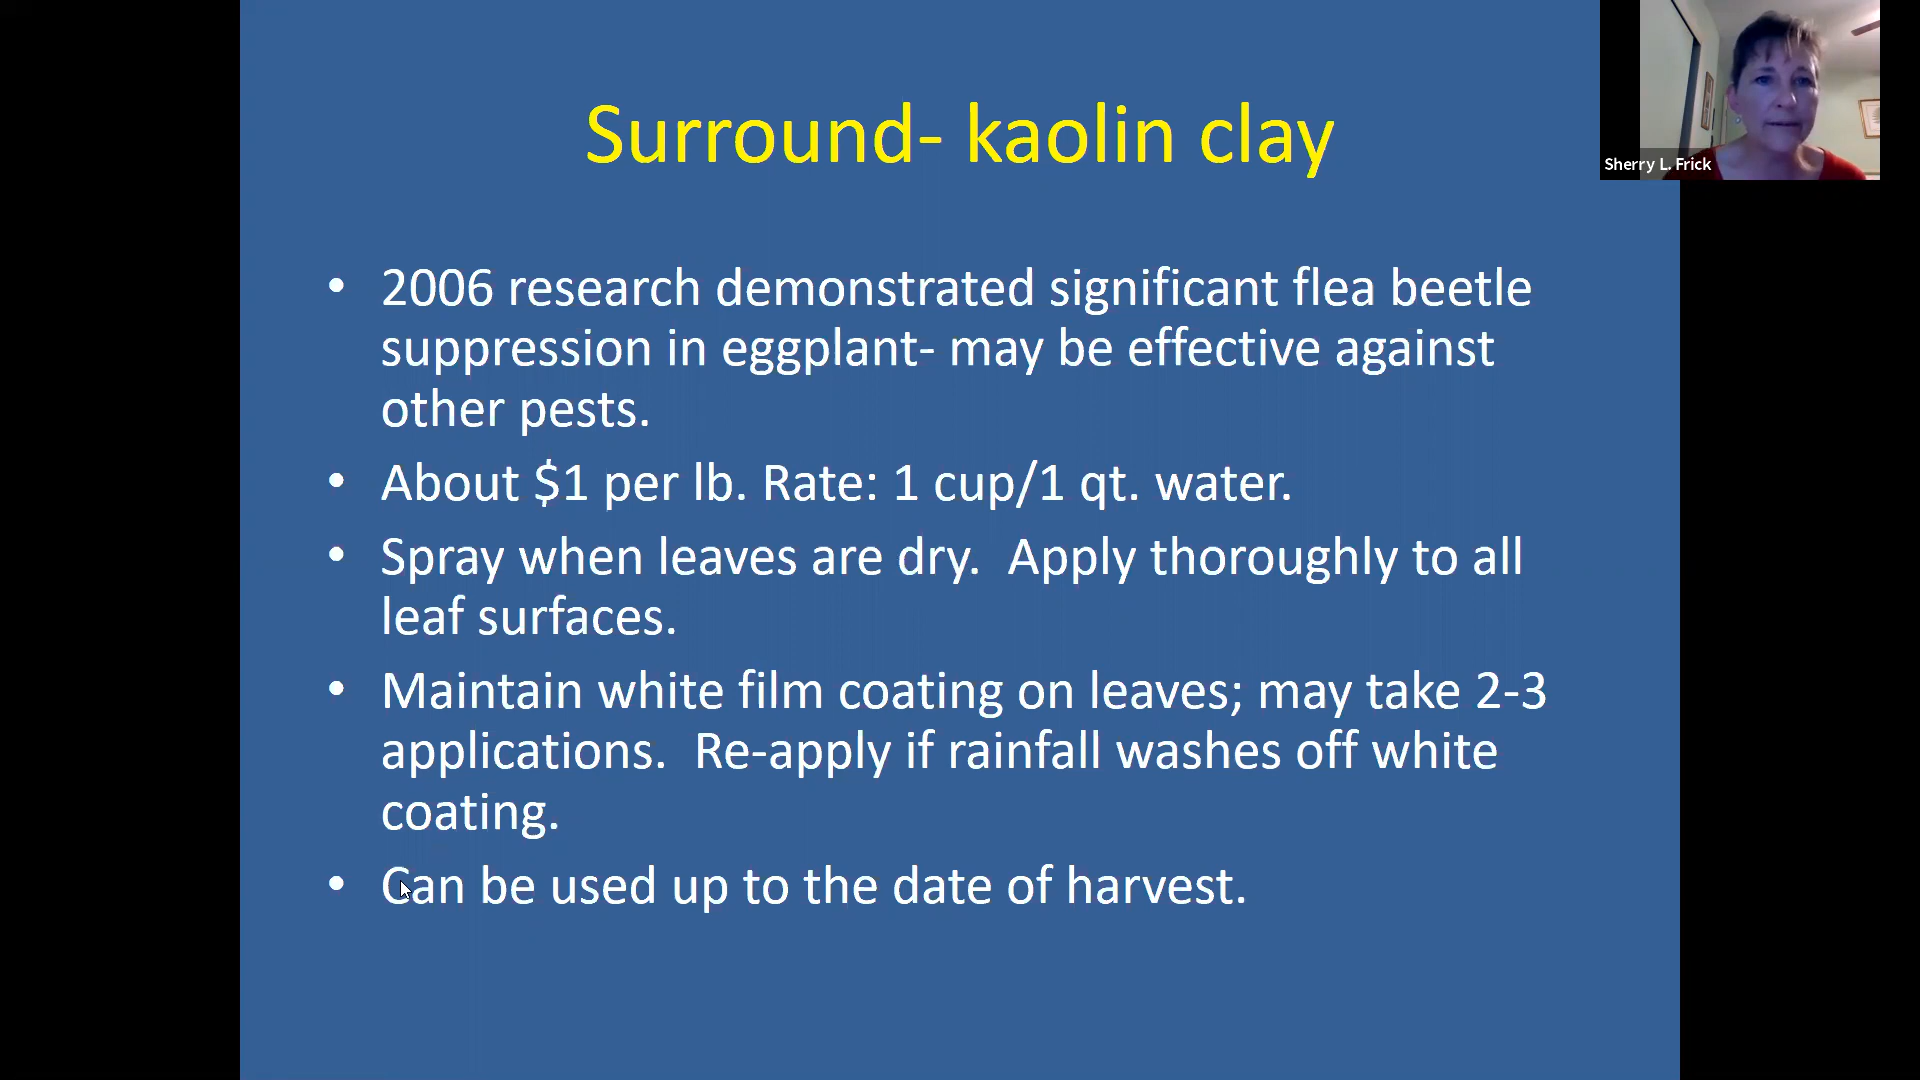 Surround- kaolin clay
Sherry L. Frick
• 2006 research demonstrated significant flea beetle
suppression in eggplant- may be effective against
other pests.
• About $1 per lb. Rate: 1 cup/1 qt. water.
• Spray when leaves are dry.  Apply thoroughly to all
leaf surfaces.
• Maintain white film coating on leaves; may take 2-3
applications.  Re-apply if rainfall washes off white
coating.
• Can be used up to the date of harvest.